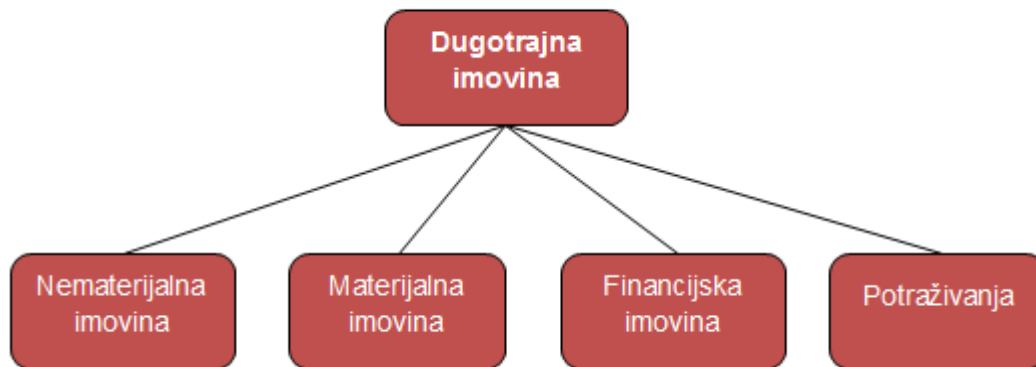 Dugotrajna
imovina
Nematerijalna
imovina
Materijalna
imovina
Financijska
imovina
Potraživanja